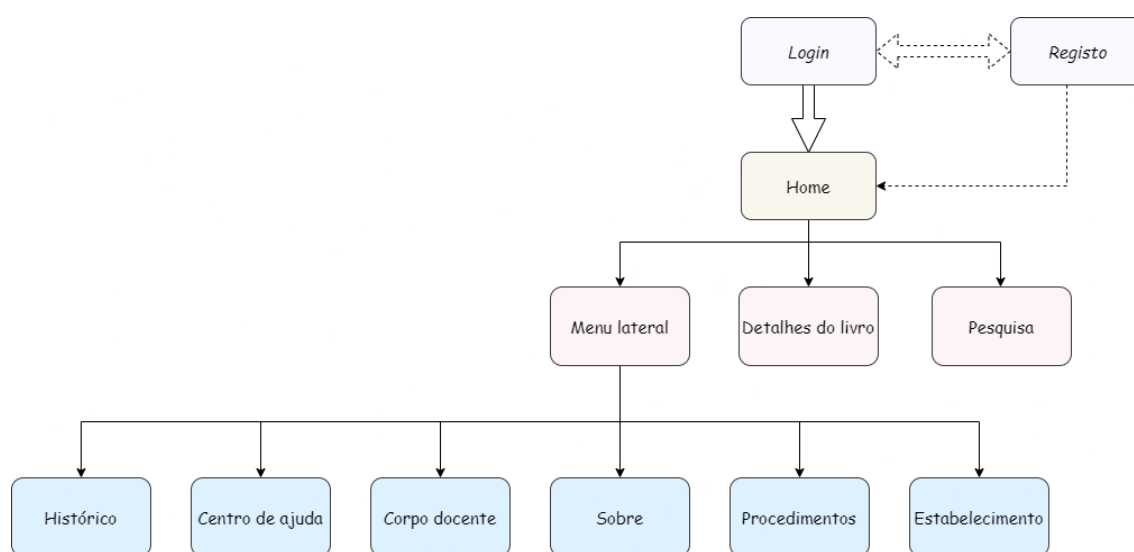 Login
Registo
Home
Menu lateral
Detalhes do livro
Pesquisa
Histórico
Centro de ajuda
Corpo docente
Sobre
Procedimentos
Estabelecimento